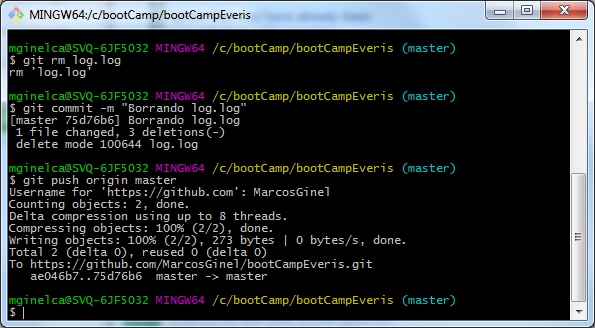 MINGW64:/c/bootCamp/bootCampEveris
mginelca@SVQ-6JF5032 MINGW64 /c/bootCamp/bootCampEveris (master)
$ git rm log.log
rm 'log.log'
mginelca@SVQ-6JF5032 MINGW64 /c/bootCamp/bootCampEveris (master)
$ git commit -m "Borrando log.log"
[master 75d76b6] Borrando log.log
1 file changed, 3 deletions(-)
delete mode 100644 log.log
mginelca@SVQ-6JF5032 MINGW64 /c/bootCamp/bootCampEveris (master)
$ git push origin master
Username for 'https://github.com': MarcosGinel
Counting objects: 2, done.
Delta compression using up to 8 threads.
Compressing objects: 100% (2/2), done.
Writing objects: 100% (2/2), 273 bytes | 0 bytes/s, done.
Total 2 (delta 0), reused 0 (delta 0)
To https://github.com/MarcosGinel/bootCampEveris.git
ae046b7..75d76b6 master -> master
mginelca@SVQ-6JF5032 MINGW64 /c/bootCamp/bootCampEveris (master)
$